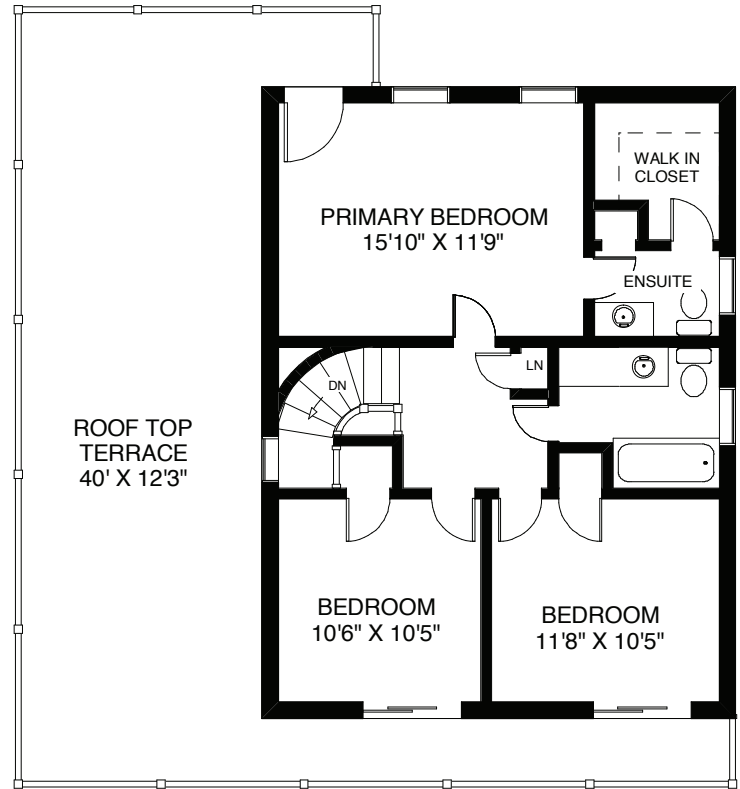 WALK IN
CLOSET
PRIMARY BEDROOM
15'10" X 11'9"
ENSUITE
LN
DN
ROOF TOP
TERRACE
40' X 12'3"
BEDROOM
10'6" X 10'5"
BEDROOM
11'8" X 10'5"